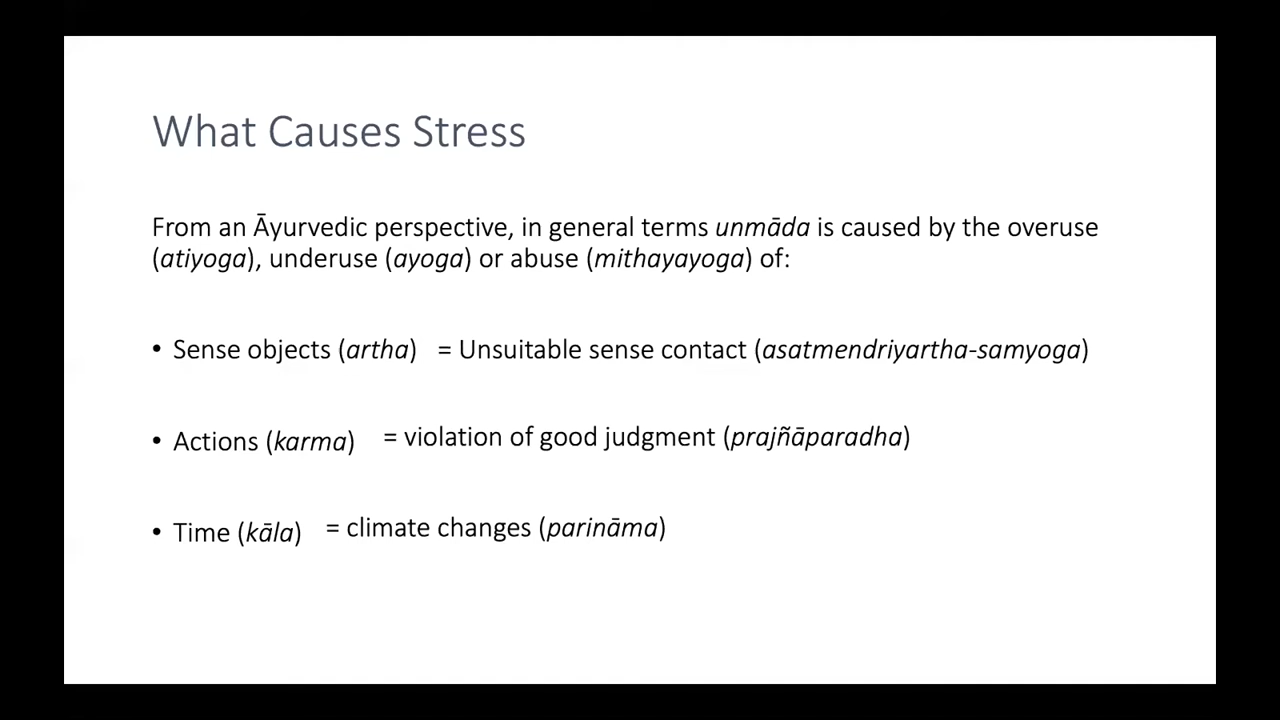 What Causes Stress
From an Āyurvedic perspective, in general terms unmāda is caused by the overuse
(atiyoga), underuse (ayoga) or abuse (mithayayoga) of:
• Sense objects (artha) = Unsuitable sense contact (asatmendriyartha-samyoga)
• Actions (karma) = violation of good judgment (prajñāparadha)
• Time (kāla) = climate changes (parināma)